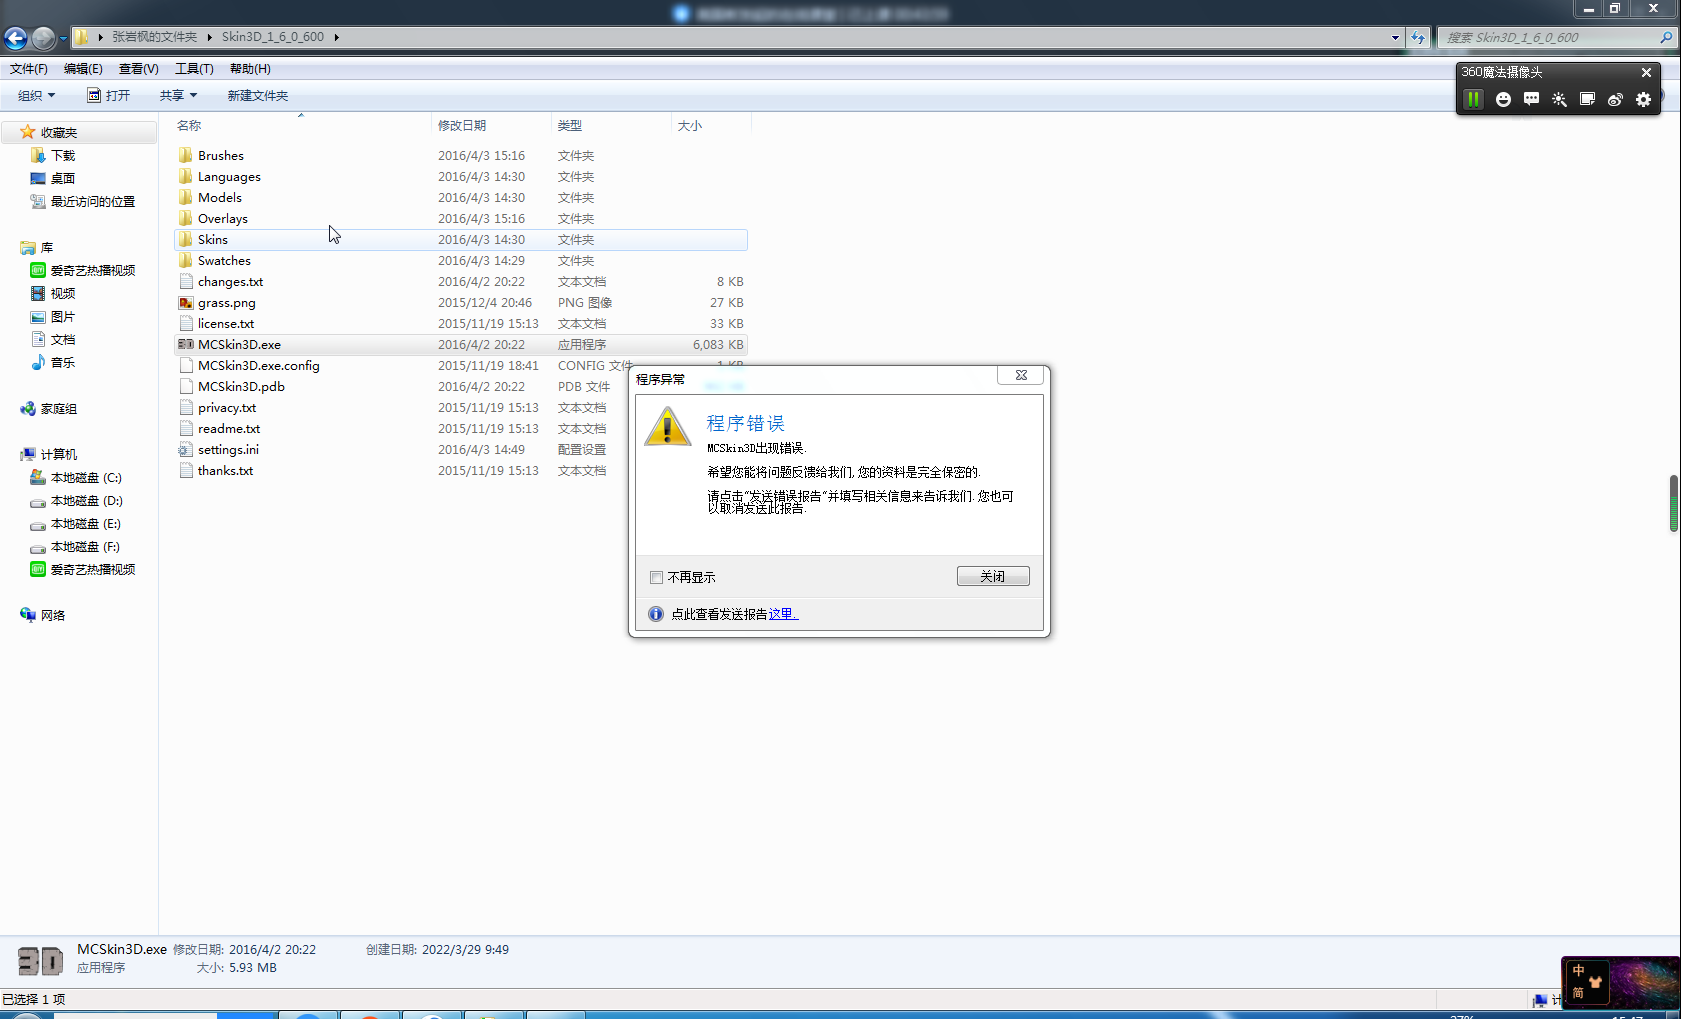 张岩枫的文件夹 Skin3D_1_6_0_600
搜索 Skin3D_1_6_0_600
文件(F) 编辑(E) 查看(V) 工具(T) 帮助(H)
360魔法摄像头
组织 打开 共享 新建文件夹
收藏夹
下载
桌面
最近访问的位置
库
爱奇艺热播视频
视频
图片
文档
音乐
家庭组
计算机
本地磁盘 (C:)
本地磁盘 (D:)
本地磁盘 (E:)
本地磁盘 (F:)
爱奇艺热播视频
网络
名称 修改日期 类型 大小
Brushes 2016/4/3 15:16 文件夹
Languages 2016/4/3 14:30 文件夹
Models 2016/4/3 14:30 文件夹
Overlays 2016/4/3 15:16 文件夹
Skins 2016/4/3 14:30 文件夹
Swatches 2016/4/3 14:29 文件夹
changes.txt 2016/4/2 20:22 文本文档 8 KB
grass.png 2015/12/4 20:46 PNG 图像 27 KB
license.txt 2015/11/19 15:13 文本文档 33 KB
MCSkin3D.exe 2016/4/2 20:22 应用程序 6,083 KB
MCSkin3D.exe.config 2015/11/19 18:41 CONFIG 文件 1 KB
MCSkin3D.pdb 2016/4/2 20:22 PDB 文件
privacy.txt 2015/11/19 15:13 文本文档
readme.txt 2015/11/19 15:13 文本文档
settings.ini 2016/4/3 14:49 配置设置
thanks.txt 2015/11/19 15:13 文本文档
程序异常
程序错误
MCSkin3D出现错误.
希望您能将问题反馈给我们, 您的资料是完全保密的.
请点击"发送错误报告"并填写相关信息来告诉我们. 您也可
以取消发送此报告.
不再显示 关闭
点此查看发送报告这里.
3D
MCSkin3D.exe 修改日期: 2016/4/2 20:22 创建日期: 2022/3/29 9:49
应用程序 大小: 5.93 MB
已选择 1 项
计
中
简